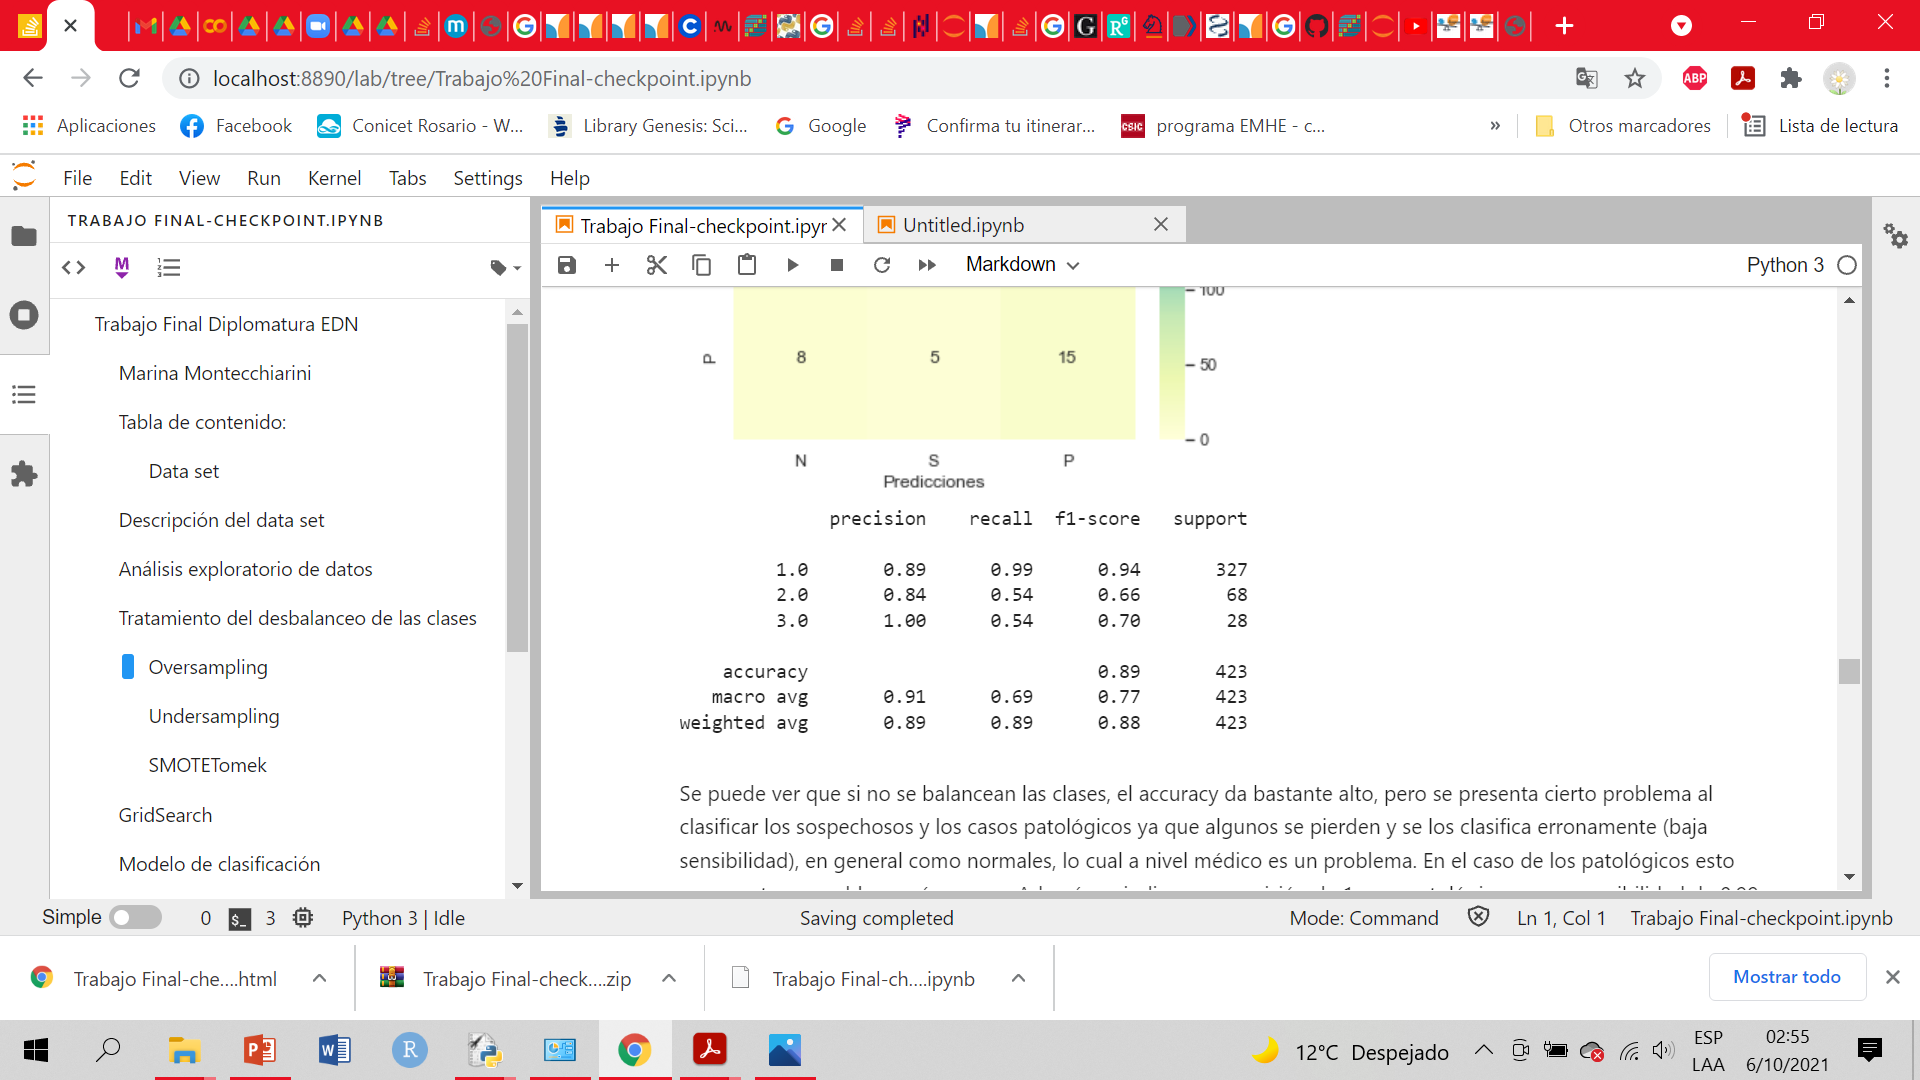 localhost:8890/lab/tree/Trabajo%20Final-checkpoint.ipynb
ABP
Aplicaciones
Facebook
Conicet Rosario - W...
Library Genesis: Sci...
Google
Confirma tu itinerar...
CSIC
programa EMHE - c...
»
Otros marcadores
Lista de lectura
File Edit View Run Kernel Tabs Settings Help
TRABAJO FINAL-CHECKPOINT.IPYNB
Trabajo Final Diplomatura EDN
Marina Montecchiarini
Tabla de contenido:
Data set
Descripción del data set
Análisis exploratorio de datos
Tratamiento del desbalanceo de las clases
Oversampling
Undersampling
SMOTETomek
GridSearch
Modelo de clasificación
Trabajo Final-checkpoint.ipyr
Untitled.ipynb
Markdown
Python 3
100
P 8 5 15
50
0
N S P
Predicciones
precision recall f1-score support
1.0 0.89 0.99 0.94 327
2.0 0.84 0.54 0.66 68
3.0 1.00 0.54 0.70 28
accuracy 0.89 423
macro avg 0.91 0.69 0.77 423
weighted avg 0.89 0.89 0.88 423
Se puede ver que si no se balancean las clases, el accuracy da bastante alto, pero se presenta cierto problema al
clasificar los sospechosos y los casos patológicos ya que algunos se pierden y se los clasifica erronamente (baja
sensibilidad), en general como normales, lo cual a nivel médico es un problema. En el caso de los patológicos esto
Simple
0
3
Python 3 | Idle
Saving completed
Mode: Command
Ln 1, Col 1
Trabajo Final-checkpoint.ipynb
Trabajo Final-che....html
Trabajo Final-check....zip
Trabajo Final-ch....ipynb
Mostrar todo
12°C Despejado
ESP
LAA
02:55
6/10/2021